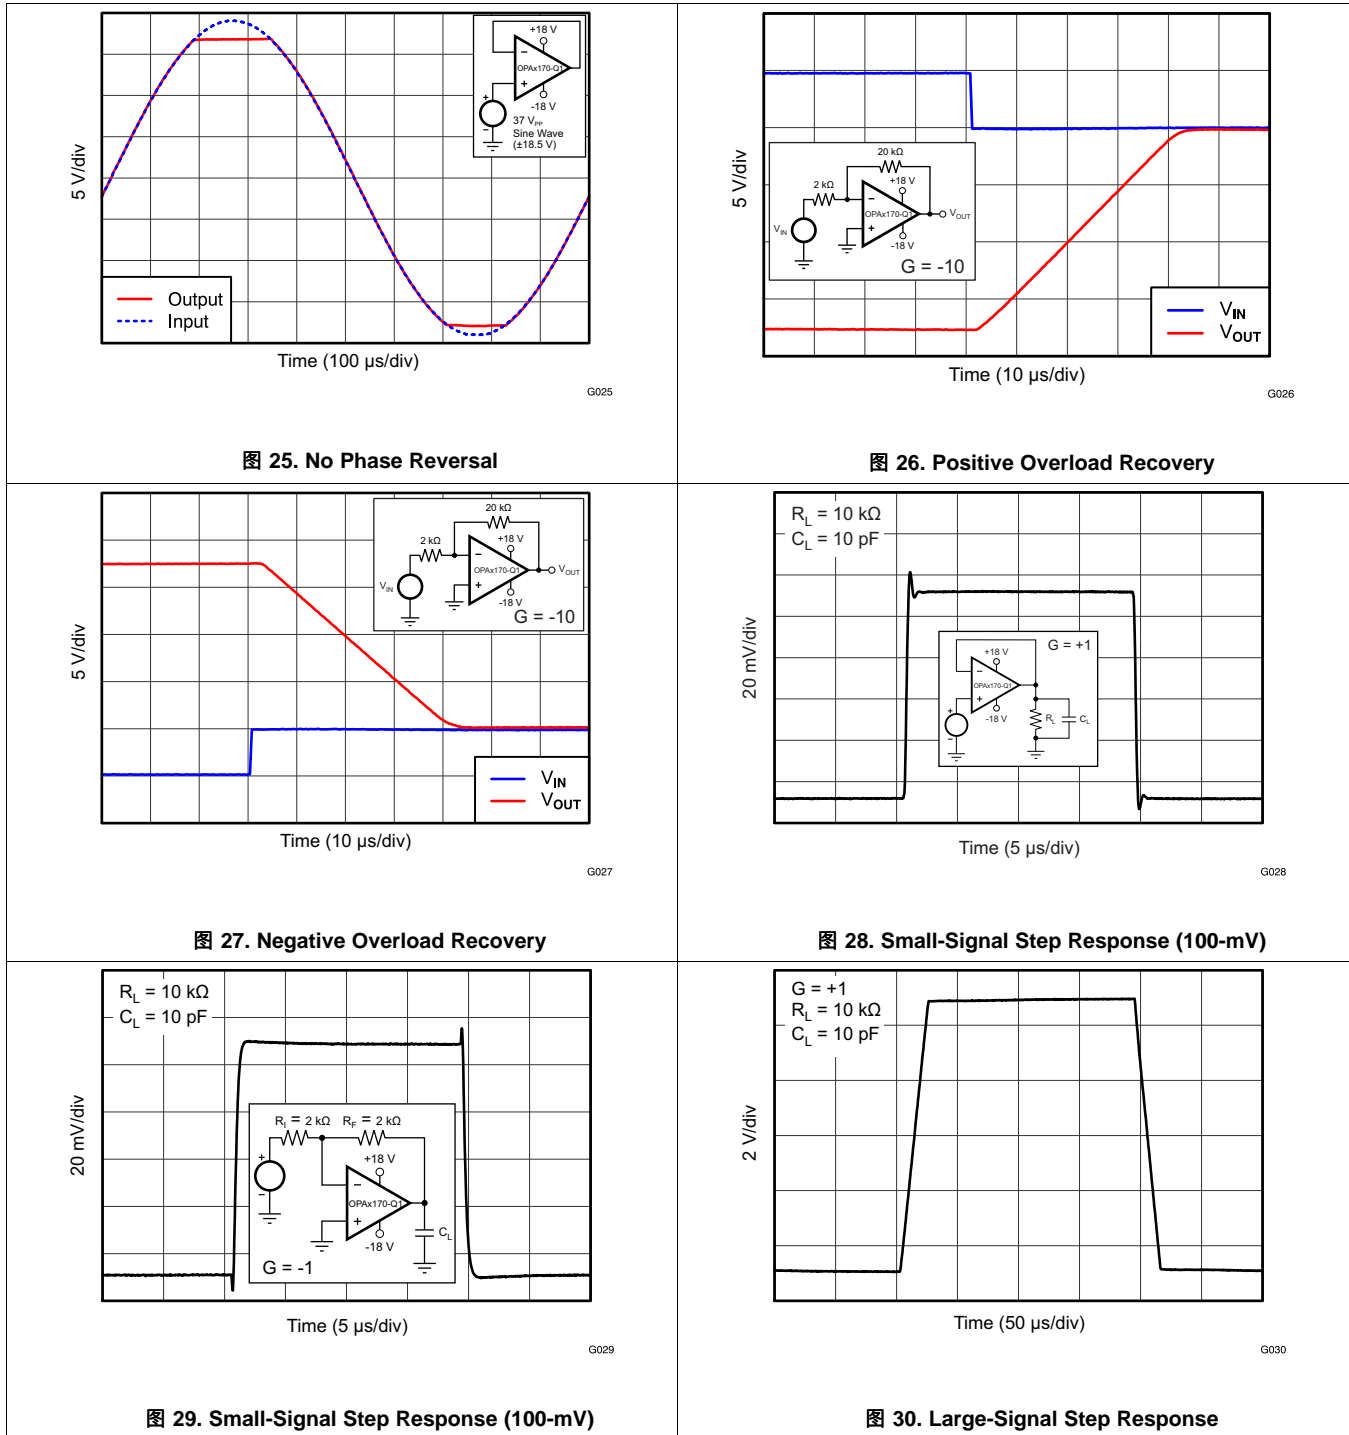 5 V/div
+18 V
OPAx170-Q1
-18 V
37 VPP
Sine Wave
(±18.5 V)
Output
Input
Time (100 µs/div)
G025
图 25. No Phase Reversal
5 V/div
20 kΩ
2 kΩ
+18 V
OPAx170-Q1
VIN
VOUT
-18 V
G = -10
VIN
VOUT
Time (10 µs/div)
G026
图 26. Positive Overload Recovery
5 V/div
20 kΩ
2 kΩ
+18 V
OPAx170-Q1
VIN
VOUT
-18 V
G = -10
VIN
VOUT
Time (10 µs/div)
G027
图 27. Negative Overload Recovery
RL = 10 kΩ
CL = 10 pF
20 mV/div
G = +1
+18 V
OPAx170-Q1
-18 V
RL
CL
Time (5 µs/div)
G028
图 28. Small-Signal Step Response (100-mV)
RL = 10 kΩ
CL = 10 pF
20 mV/div
RI = 2 kΩ
RF = 2 kΩ
+18 V
OPAx170-Q1
-18 V
CL
G = -1
Time (5 µs/div)
G029
图 29. Small-Signal Step Response (100-mV)
G = +1
RL = 10 kΩ
CL = 10 pF
2 V/div
Time (50 µs/div)
G030
图 30. Large-Signal Step Response